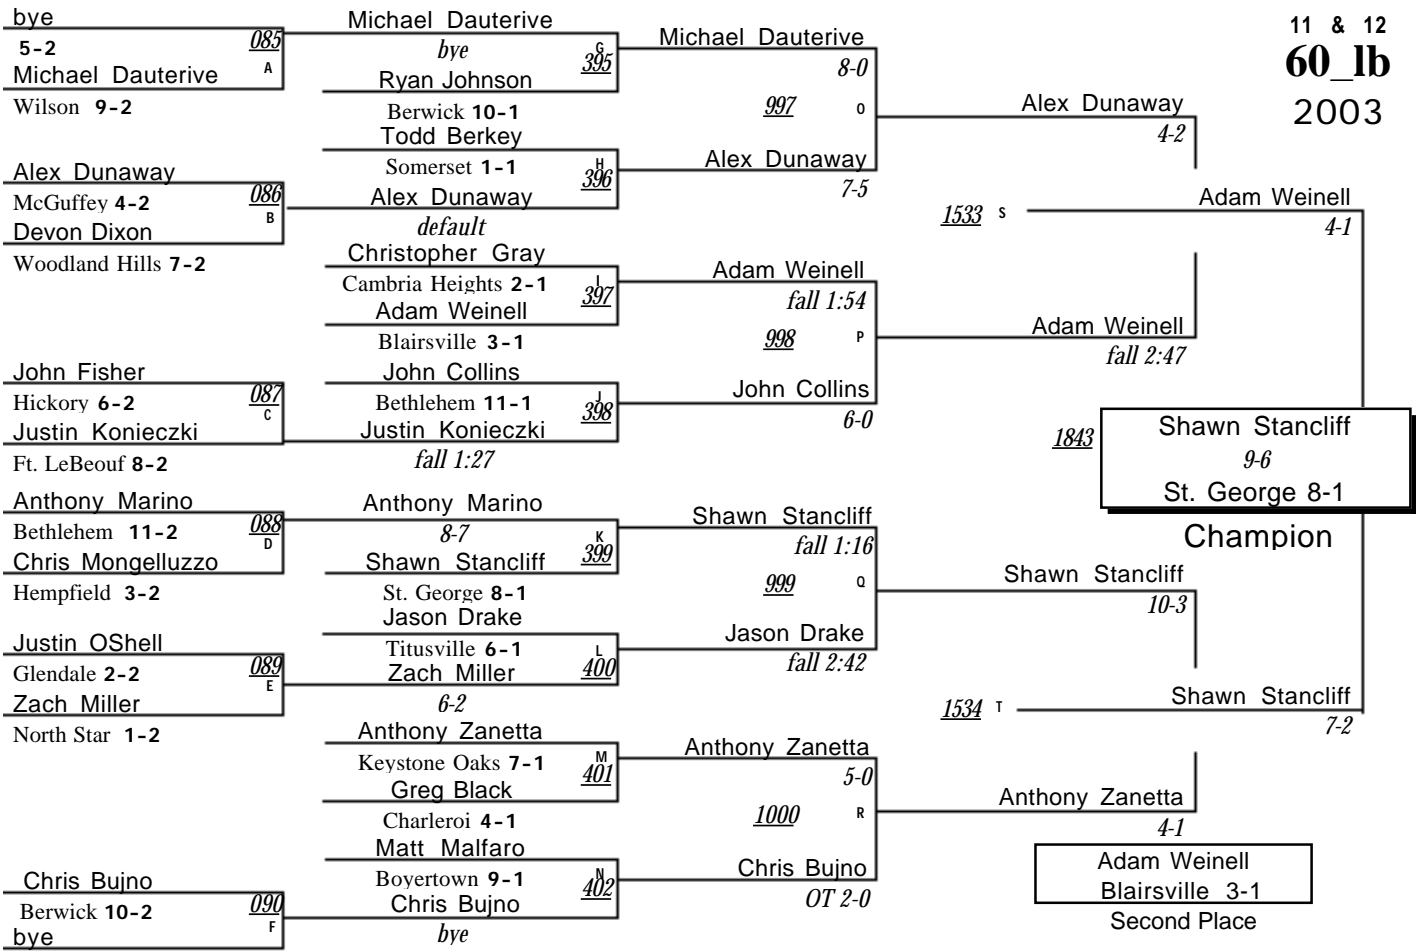 11 & 12
60_lb
2003
bye
5-2
085
A
Michael Dauterive
Wilson 9-2
Alex Dunaway
McGuffey 4-2
086
B
Devon Dixon
Woodland Hills 7-2
John Fisher
Hickory 6-2
087
C
Justin Konieczki
Ft. LeBeouf 8-2
Anthony Marino
Bethlehem 11-2
088
D
Chris Mongelluzzo
Hempfield 3-2
Justin OShell
Glendale 2-2
089
E
Zach Miller
North Star 1-2
Chris Bujno
Berwick 10-2
090
F
bye
Michael Dauterive
bye
G
395
Ryan Johnson
Berwick 10-1
Todd Berkey
Somerset 1-1
H
396
Alex Dunaway
default
Christopher Gray
Cambria Heights 2-1
I
397
Adam Weinell
Blairsville 3-1
John Collins
Bethlehem 11-1
J
398
Justin Konieczki
fall 1:27
Anthony Marino
8-7
K
399
Shawn Stancliff
St. George 8-1
Jason Drake
Titusville 6-1
L
400
Zach Miller
6-2
Anthony Zanetta
Keystone Oaks 7-1
M
401
Greg Black
Charleroi 4-1
Matt Malfaro
Boyertown 9-1
N
402
Chris Bujno
bye
Michael Dauterive
8-0
997
O
Alex Dunaway
7-5
Adam Weinell
fall 1:54
998
P
John Collins
6-0
Shawn Stancliff
fall 1:16
999
Q
Jason Drake
fall 2:42
Anthony Zanetta
5-0
1000
R
Chris Bujno
OT 2-0
Alex Dunaway
4-2
1533 S
Adam Weinell
fall 2:47
Shawn Stancliff
10-3
1534 T
Anthony Zanetta
4-1
Adam Weinell
4-1
Shawn Stancliff
7-2
1843
Shawn Stancliff
9-6
St. George 8-1
Champion
Adam Weinell
Blairsville 3-1
Second Place